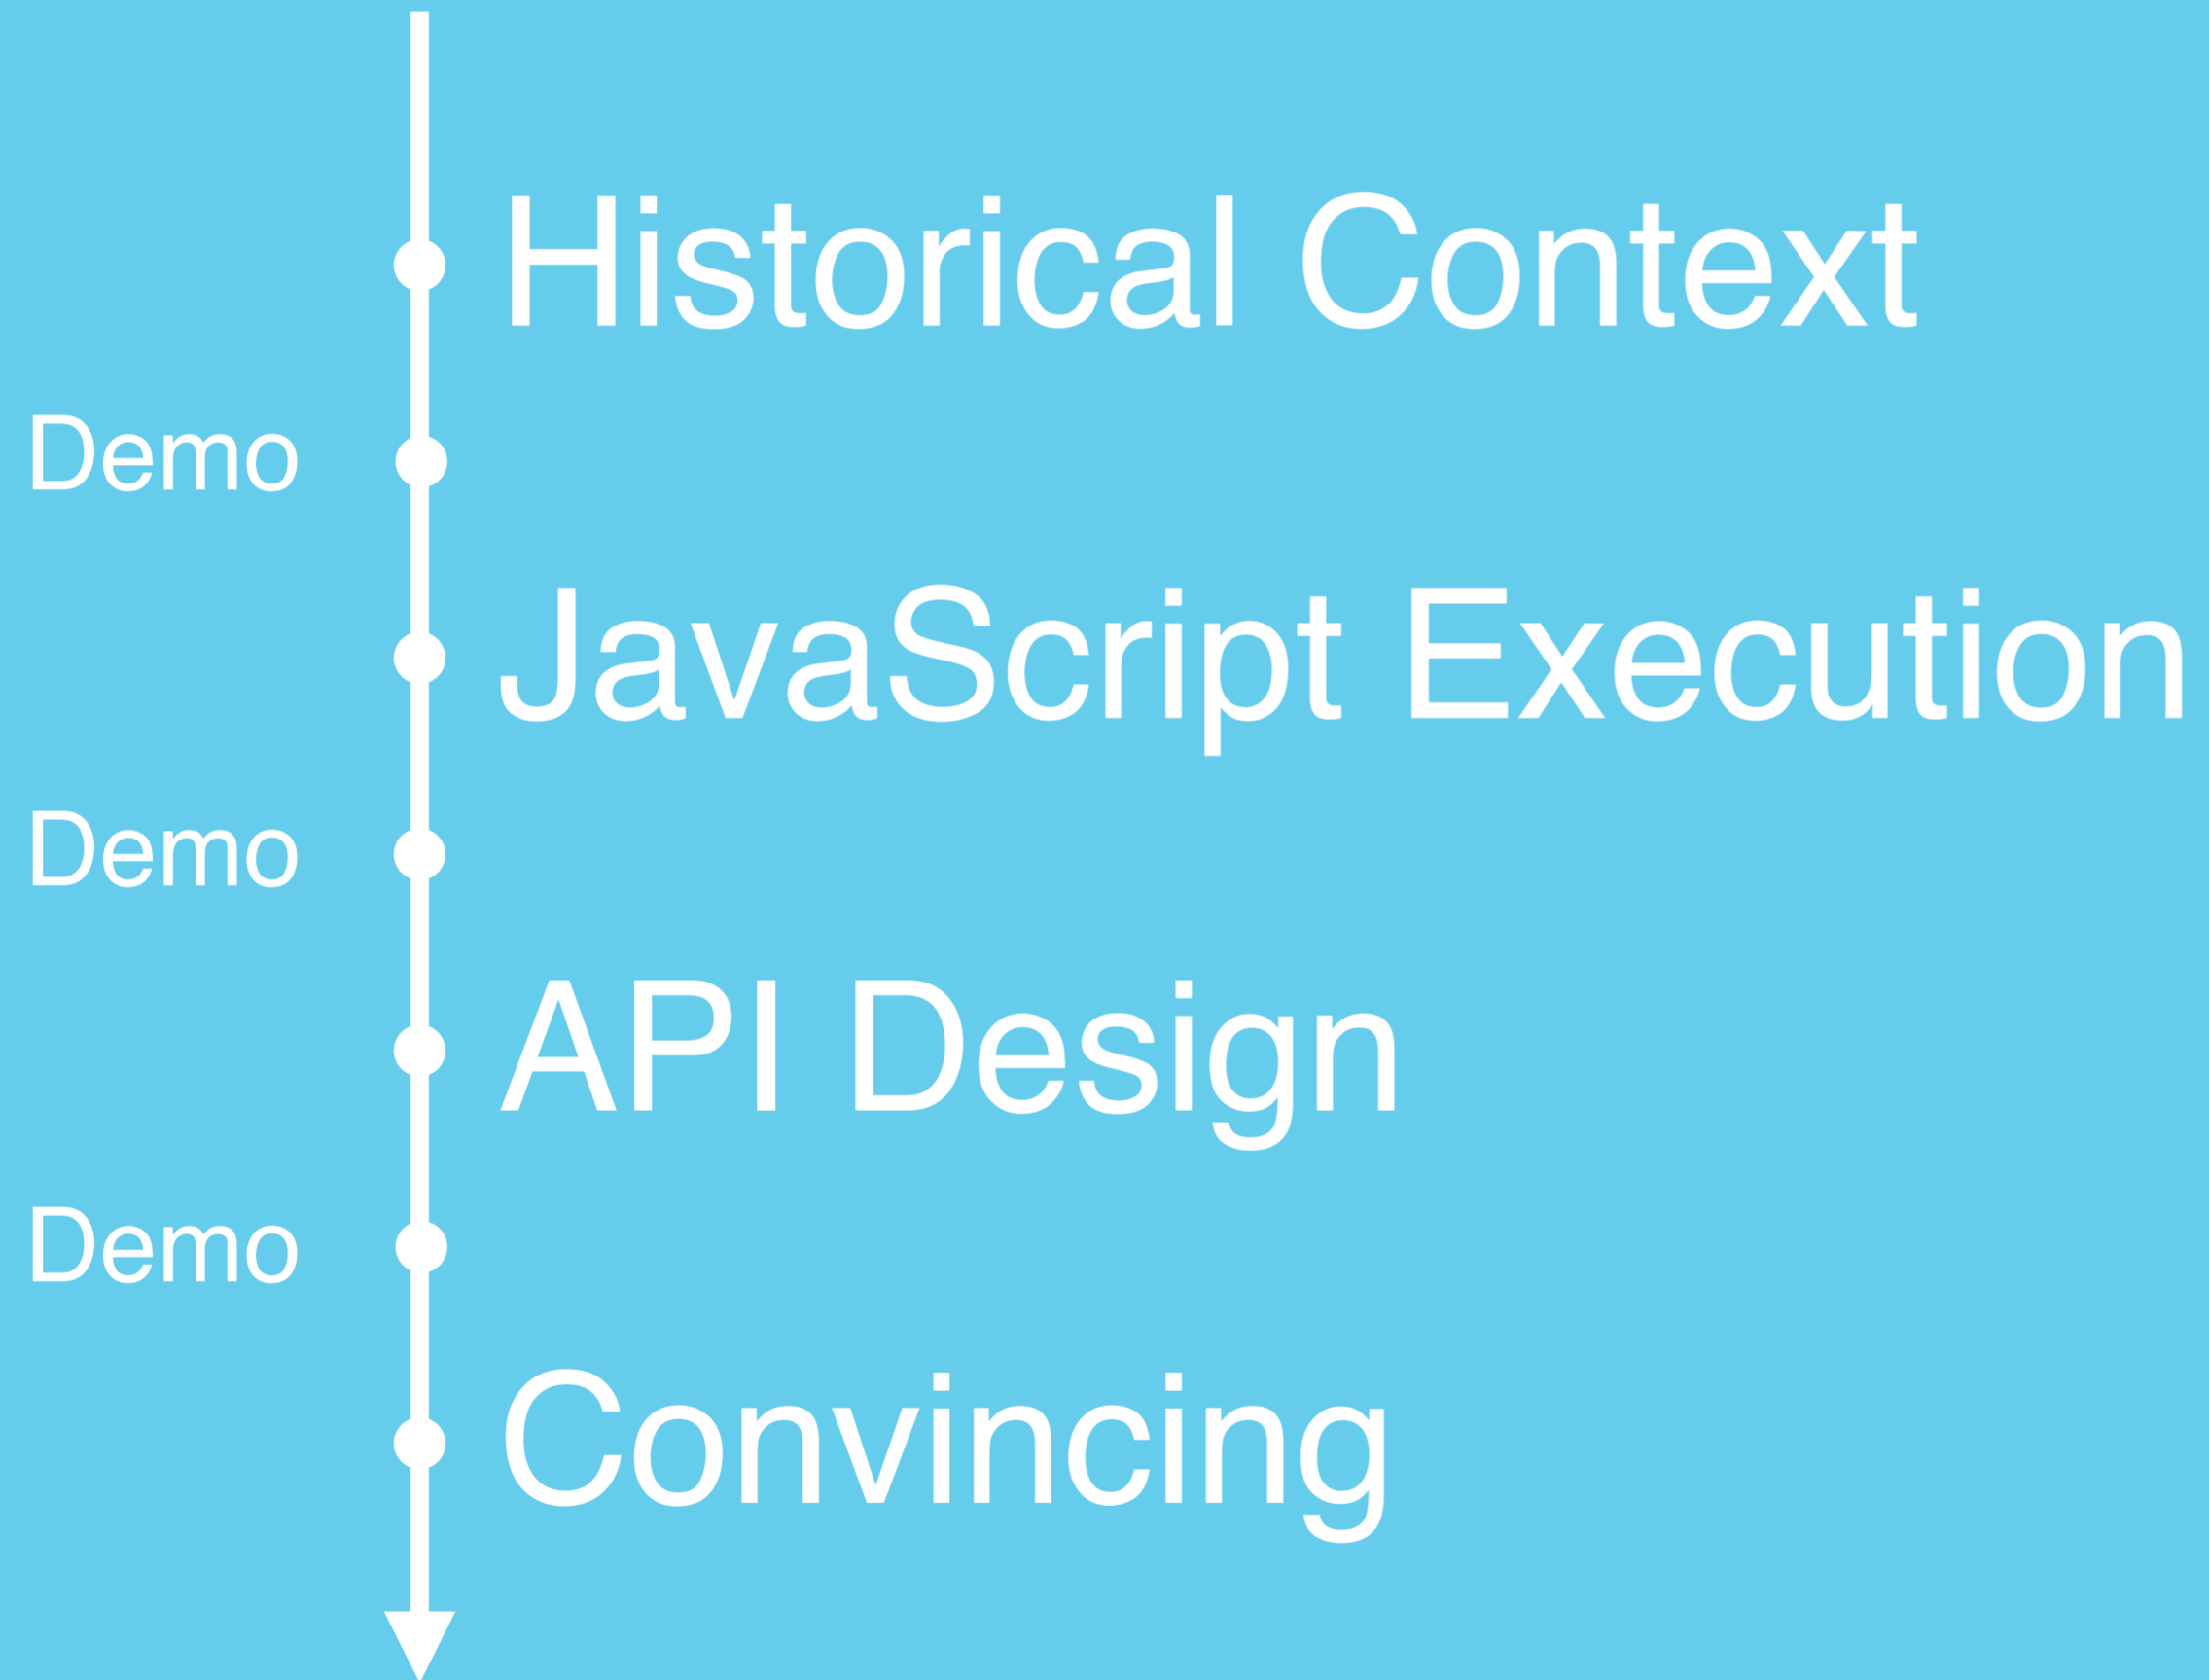 Historical Context
Demo
JavaScript Execution
Demo
API Design
Demo
Convincing